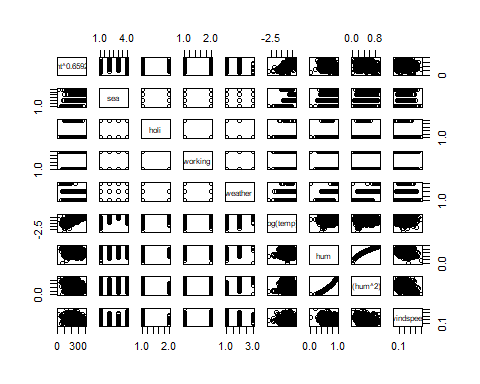 1.0 4.0 1.0 2.0 -2.5 0.0 0.8
nt^0.6592 0
1.0 sea
holi 1.0
1.0 working
weather 1.0
-2.5 og(temp
hum 0.0
0.0 (hum^2)
windspee 0.1
0 300 1.0 2.0 1.0 3.0 0.0 1.0 0.1